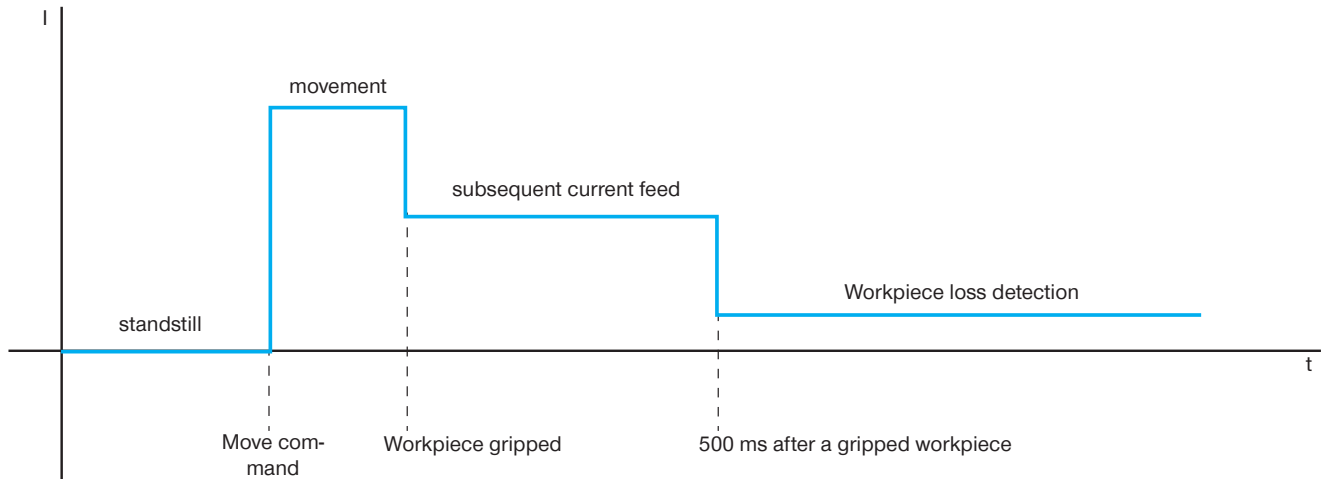 I
movement
subsequent current feed
Workpiece loss detection
standstill
t
Move com-
mand
Workpiece gripped
500 ms after a gripped workpiece